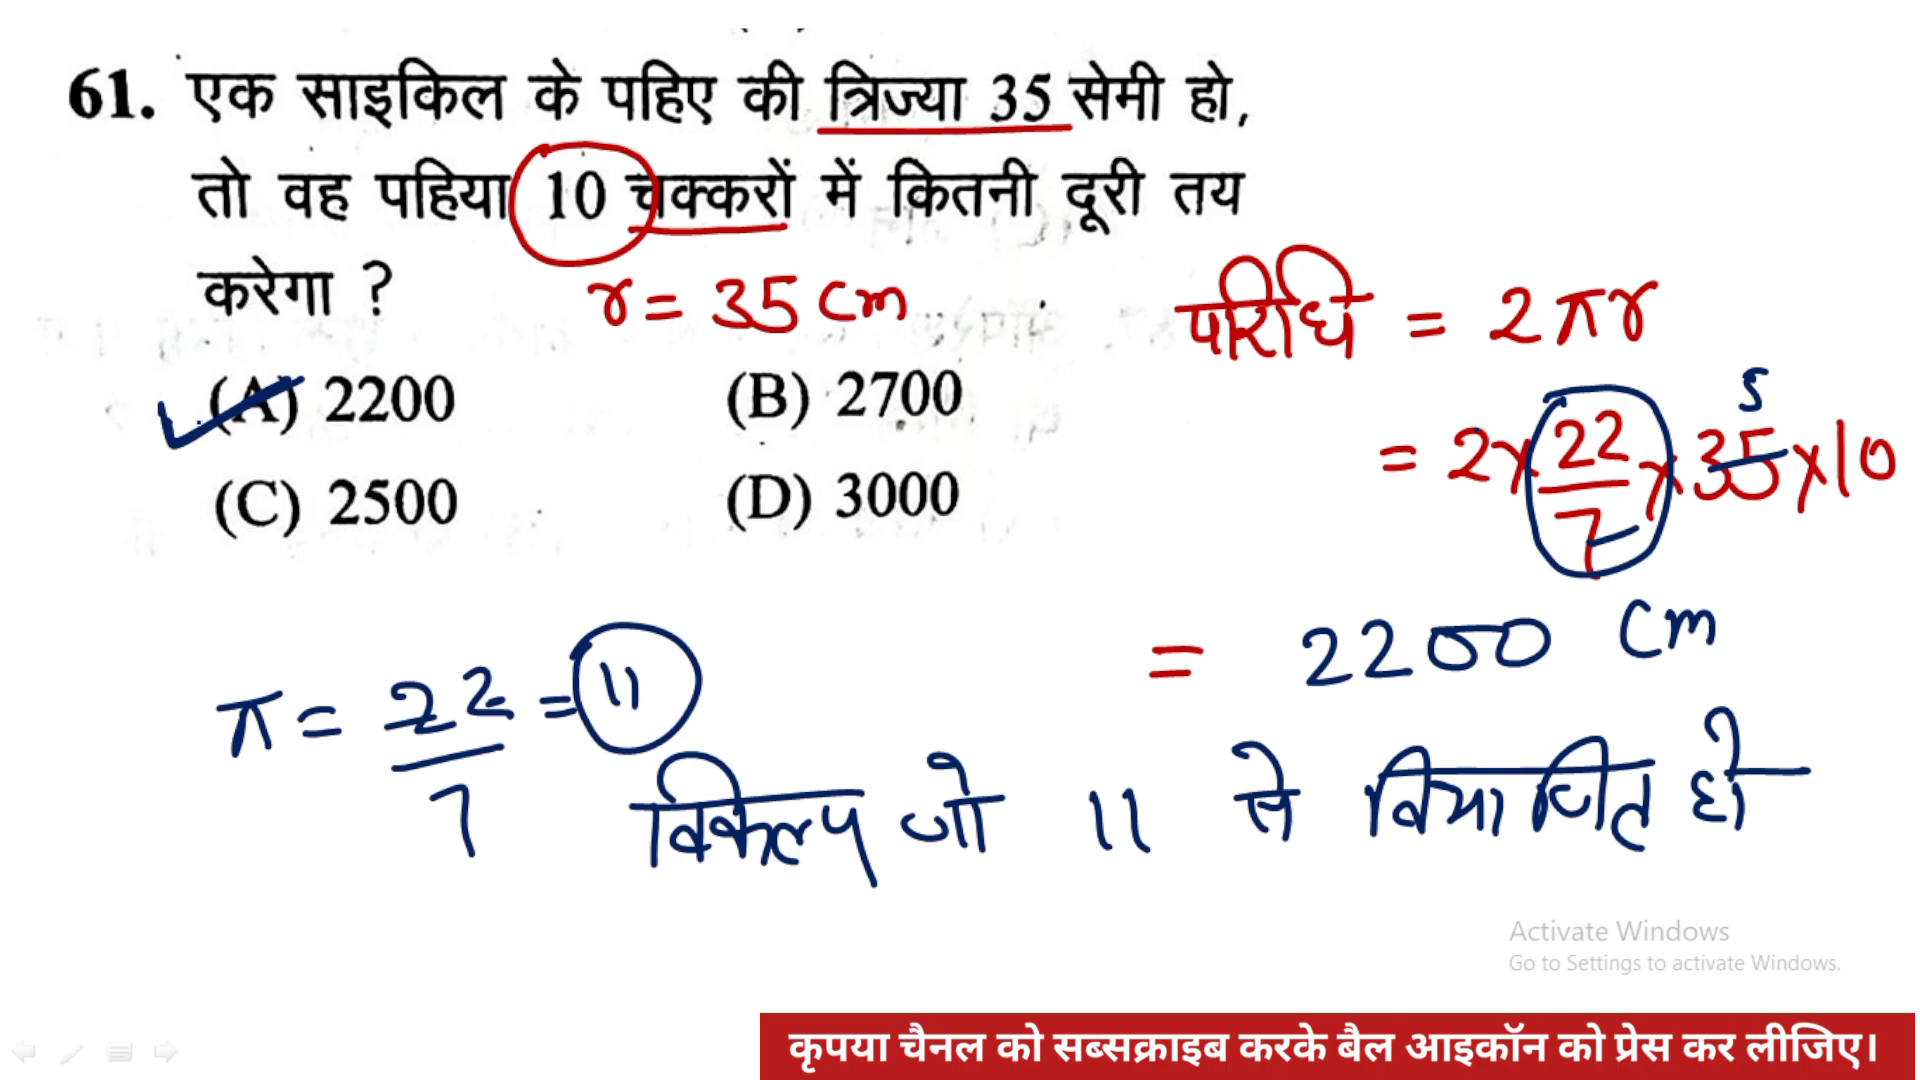 61. एक साइकिल के पहिए की त्रिज्या 35 सेमी हो,
तो वह पहिया 10 चक्करों में कितनी दूरी तय
करेगा ?
r = 35 cm
(A) 2200 (B) 2700
(C) 2500 (D) 3000
परिधि = 2πr
= 2 × 22/7 × 35 × 10
5
= 2200 cm
π = 22/7 = 11
विकल्प जो 11 से विभाजित हो
Activate Windows
Go to Settings to activate Windows.
कृपया चैनल को सब्सक्राइब करके बैल आइकॉन को प्रेस कर लीजिए।